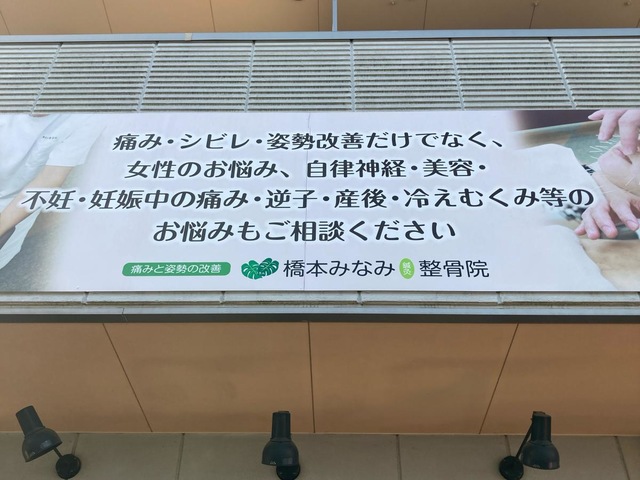 痛み・シビレ・姿勢改善だけでなく、
女性のお悩み、自律神経・美容・
不妊・妊娠中の痛み・逆子・産後・冷えむくみ等の
お悩みもご相談ください
痛みと姿勢の改善 橋本みなみ 鍼灸 整骨院